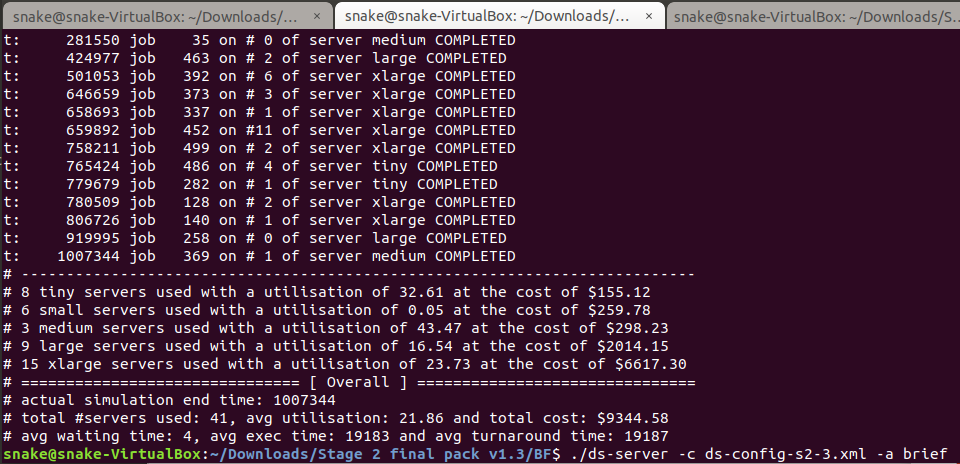 snake@snake-VirtualBox: ~/Downloads/... × snake@snake-VirtualBox: ~/Downloads/... × snake@snake-VirtualBox: ~/Downloads/S...
t: 281550 job 35 on # 0 of server medium COMPLETED
t: 424977 job 463 on # 2 of server large COMPLETED
t: 501053 job 392 on # 6 of server xlarge COMPLETED
t: 646659 job 373 on # 3 of server xlarge COMPLETED
t: 658693 job 337 on # 1 of server xlarge COMPLETED
t: 659892 job 452 on #11 of server xlarge COMPLETED
t: 758211 job 499 on # 2 of server xlarge COMPLETED
t: 765424 job 486 on # 4 of server tiny COMPLETED
t: 779679 job 282 on # 1 of server tiny COMPLETED
t: 780509 job 128 on # 2 of server xlarge COMPLETED
t: 806726 job 140 on # 1 of server xlarge COMPLETED
t: 919995 job 258 on # 0 of server large COMPLETED
t: 1007344 job 369 on # 1 of server medium COMPLETED
# ---------------------------------------------------------------------------
# 8 tiny servers used with a utilisation of 32.61 at the cost of $155.12
# 6 small servers used with a utilisation of 0.05 at the cost of $259.78
# 3 medium servers used with a utilisation of 43.47 at the cost of $298.23
# 9 large servers used with a utilisation of 16.54 at the cost of $2014.15
# 15 xlarge servers used with a utilisation of 23.73 at the cost of $6617.30
# =============================== [ Overall ] ===============================
# actual simulation end time: 1007344
# total #servers used: 41, avg utilisation: 21.86 and total cost: $9344.58
# avg waiting time: 4, avg exec time: 19183 and avg turnaround time: 19187
snake@snake-VirtualBox:~/Downloads/Stage 2 final pack v1.3/BF$ ./ds-server -c ds-config-s2-3.xml -a brief